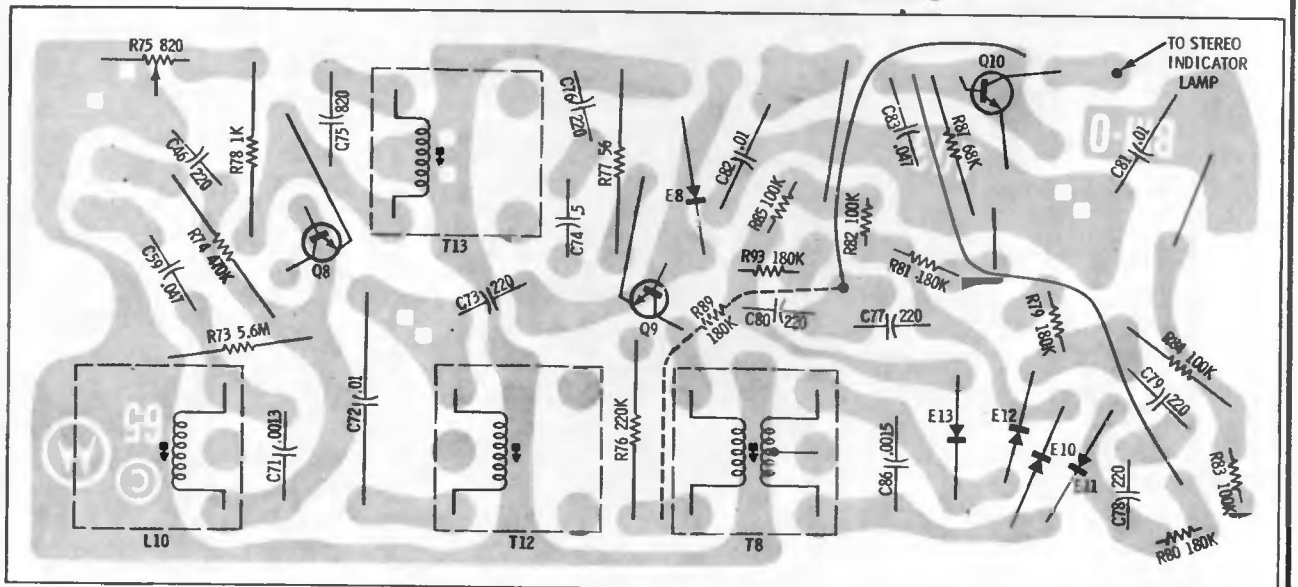 R75 820
C46 220
R78 1K
C75 820
T13
C76 220
R77 56
E8
C82 .01
R85 100K
R82 100K
C83 .047
R87 68K
Q10
TO STEREO
INDICATOR
LAMP
C81 .01
C59 .047
R74 470K
Q8
C74 .5
R93 180K
R81 180K
R73 5.6M
C73 220
Q9
R89
180K
C80 220
C77 220
R79 180K
R84 100K
C79 220
L10
C71 .0013
C72 .01
T12
R76 220K
T8
C86 .0015
E13
E12
E10
E11
C78 220
R83 100K
R80 180K